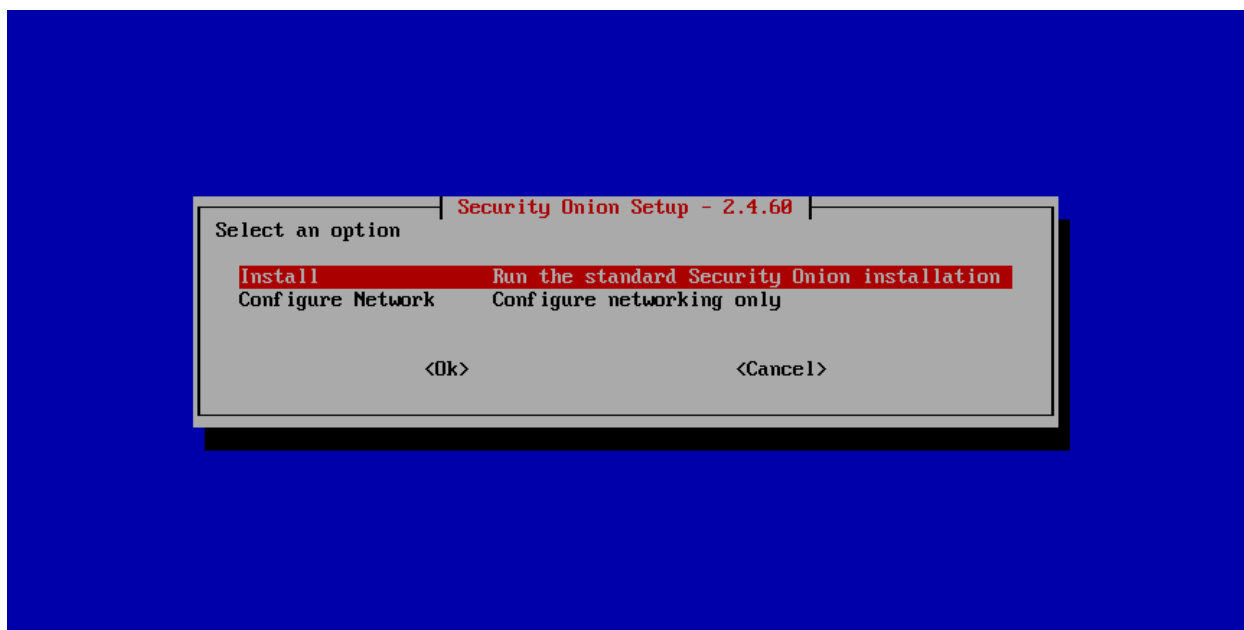 Security Onion Setup - 2.4.60
Select an option
Install Run the standard Security Onion installation
Configure Network Configure networking only
<Ok> <Cancel>